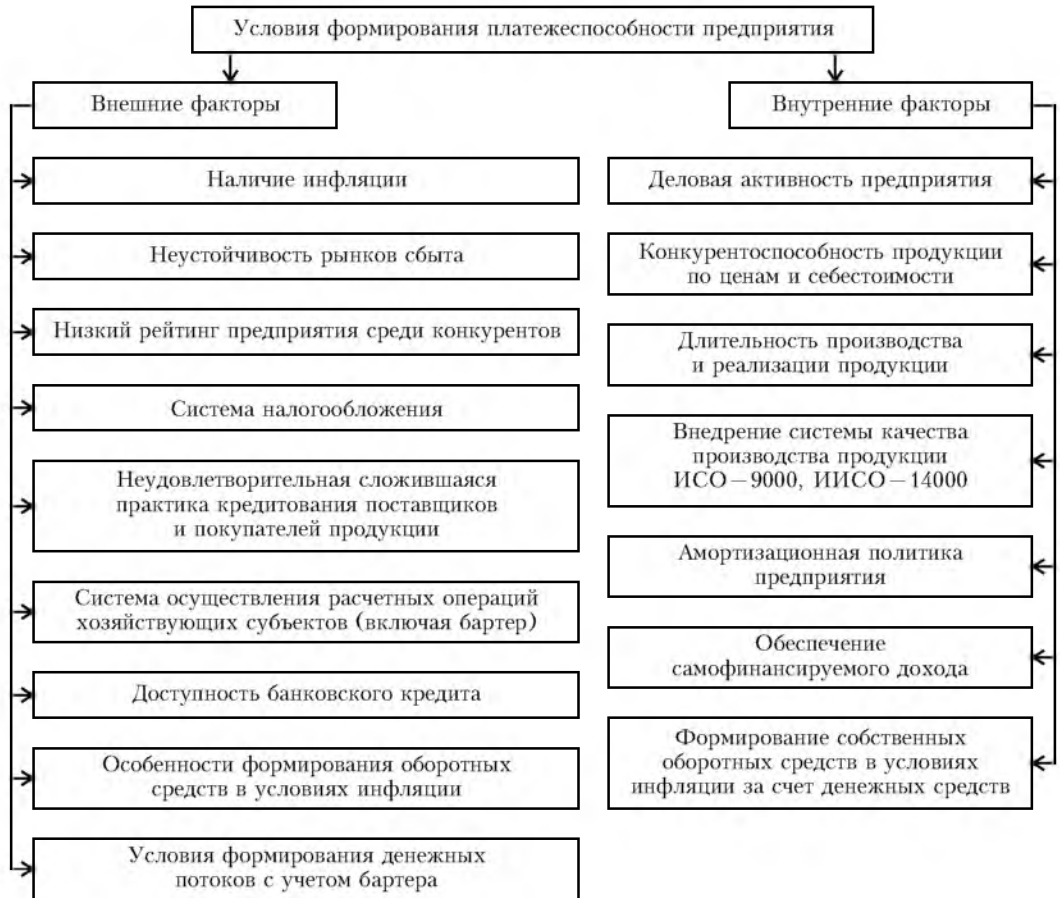 Условия формирования платежеспособности предприятия
Внешние факторы
Наличие инфляции
Неустойчивость рынков сбыта
Низкий рейтинг предприятия среди конкурентов
Система налогообложения
Неудовлетворительная сложившаяся
практика кредитования поставщиков
и покупателей продукции
Система осуществления расчетных операций
хозяйствующих субъектов (включая бартер)
Доступность банковского кредита
Особенности формирования оборотных
средств в условиях инфляции
Условия формирования денежных
потоков с учетом бартера
Внутренние факторы
Деловая активность предприятия
Конкурентоспособность продукции
по ценам и себестоимости
Длительность производства
и реализации продукции
Внедрение системы качества
производства продукции
ИСО – 9000, ИИСО – 14000
Амортизационная политика
предприятия
Обеспечение
самофинансируемого дохода
Формирование собственных
оборотных средств в условиях
инфляции за счет денежных средств